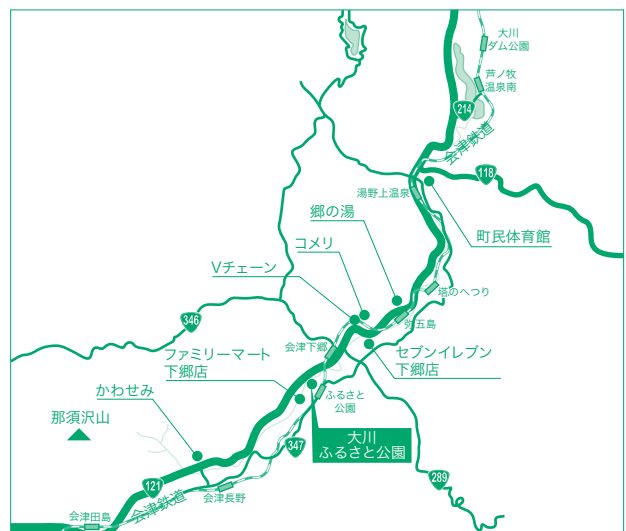 大川
ダム公園
芦ノ牧
温泉南
214
会津鉄道
118
湯野上温泉
郷の湯
町民体育館
コメリ
Vチェーン
塔のへつり
346
弥五島
会津下郷
ファミリーマート
下郷店
セブンイレブン
下郷店
かわせみ
ふるさと
公園
那須沢山
大川
ふるさと公園
347
289
121
会津鉄道
会津長野
会津田島